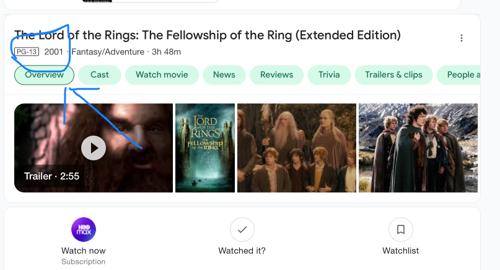 The Lord of the Rings: The Fellowship of the Ring (Extended Edition)
PG-13 2001 · Fantasy/Adventure · 3h 48m
Overview Cast Watch movie News Reviews Trivia Trailers & clips People a
THE LORD OF THE RINGS
THE FELLOWSHIP OF THE RING
Trailer · 2:55
HBO max
Watch now Watched it? Watchlist
Subscription